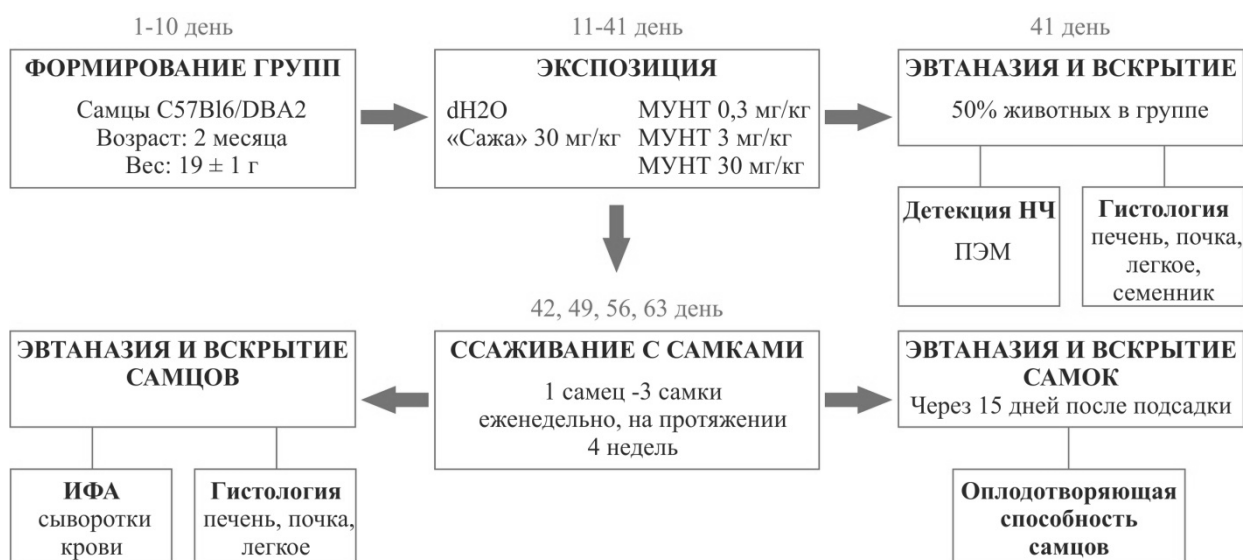 1-10 день
ФОРМИРОВАНИЕ ГРУПП
Самцы C57Bl6/DBA2
Возраст: 2 месяца
Вес: 19 ± 1 г
11-41 день
ЭКСПОЗИЦИЯ
dH2O
«Сажа» 30 мг/кг
МУНТ 0,3 мг/кг
МУНТ 3 мг/кг
МУНТ 30 мг/кг
41 день
ЭВТАНАЗИЯ И ВСКРЫТИЕ
50% животных в группе
Детекция НЧ
ПЭМ
Гистология
печень, почка,
легкое,
семенник
42, 49, 56, 63 день
ССАЖИВАНИЕ С САМКАМИ
1 самец -3 самки
еженедельно, на протяжении
4 недель
ЭВТАНАЗИЯ И ВСКРЫТИЕ
САМЦОВ
ИФА
сыворотки
крови
Гистология
печень, почка,
легкое
ЭВТАНАЗИЯ И ВСКРЫТИЕ
САМОК
Через 15 дней после подсадки
Оплодотворяющая
способность
самцов